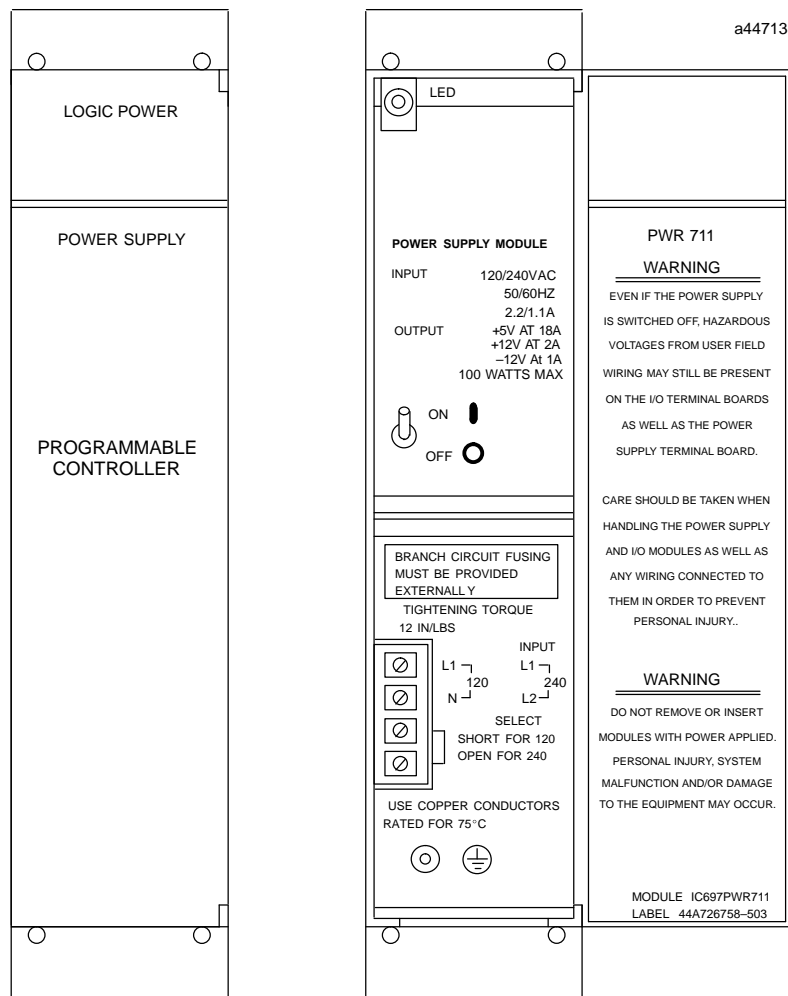 a44713
LOGIC POWER
POWER SUPPLY
PROGRAMMABLE
CONTROLLER
LED
POWER SUPPLY MODULE
INPUT 120/240VAC
50/60HZ
2.2/1.1A
OUTPUT +5V AT 18A
+12V AT 2A
–12V At 1A
100 WATTS MAX
ON
OFF
BRANCH CIRCUIT FUSING
MUST BE PROVIDED
EXTERNALLY
TIGHTENING TORQUE
12 IN/LBS
INPUT
L1 L1
120 240
N L2
SELECT
SHORT FOR 120
OPEN FOR 240
USE COPPER CONDUCTORS
RATED FOR 75°C
PWR 711
WARNING
EVEN IF THE POWER SUPPLY
IS SWITCHED OFF, HAZARDOUS
VOLTAGES FROM USER FIELD
WIRING MAY STILL BE PRESENT
ON THE I/O TERMINAL BOARDS
AS WELL AS THE POWER
SUPPLY TERMINAL BOARD.
CARE SHOULD BE TAKEN WHEN
HANDLING THE POWER SUPPLY
AND I/O MODULES AS WELL AS
ANY WIRING CONNECTED TO
THEM IN ORDER TO PREVENT
PERSONAL INJURY..
WARNING
DO NOT REMOVE OR INSERT
MODULES WITH POWER APPLIED.
PERSONAL INJURY, SYSTEM
MALFUNCTION AND/OR DAMAGE
TO THE EQUIPMENT MAY OCCUR.
MODULE IC697PWR711
LABEL 44A726758–503